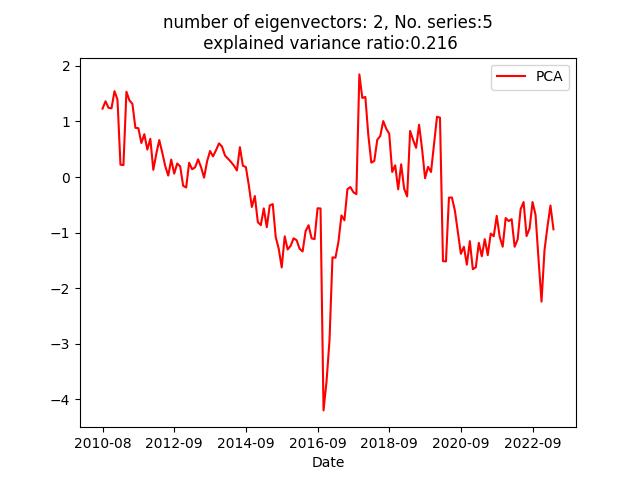 number of eigenvectors: 2, No. series:5
explained variance ratio:0.216
PCA
2
1
0
−1
−2
−3
−4
2010-08 2012-09 2014-09 2016-09 2018-09 2020-09 2022-09
Date